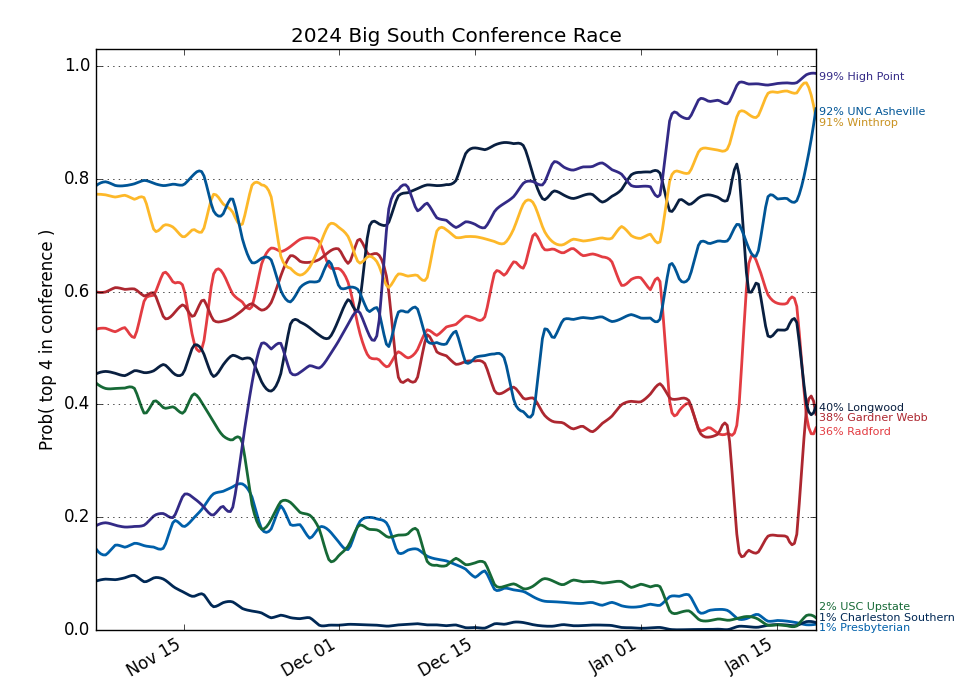 2024 Big South Conference Race
Prob( top 4 in conference )
1.0
0.8
0.6
0.4
0.2
0.0
Nov 15
Dec 01
Dec 15
Jan 01
Jan 15
99% High Point
92% UNC Asheville
91% Winthrop
40% Longwood
38% Gardner Webb
36% Radford
2% USC Upstate
1% Charleston Southern
1% Presbyterian